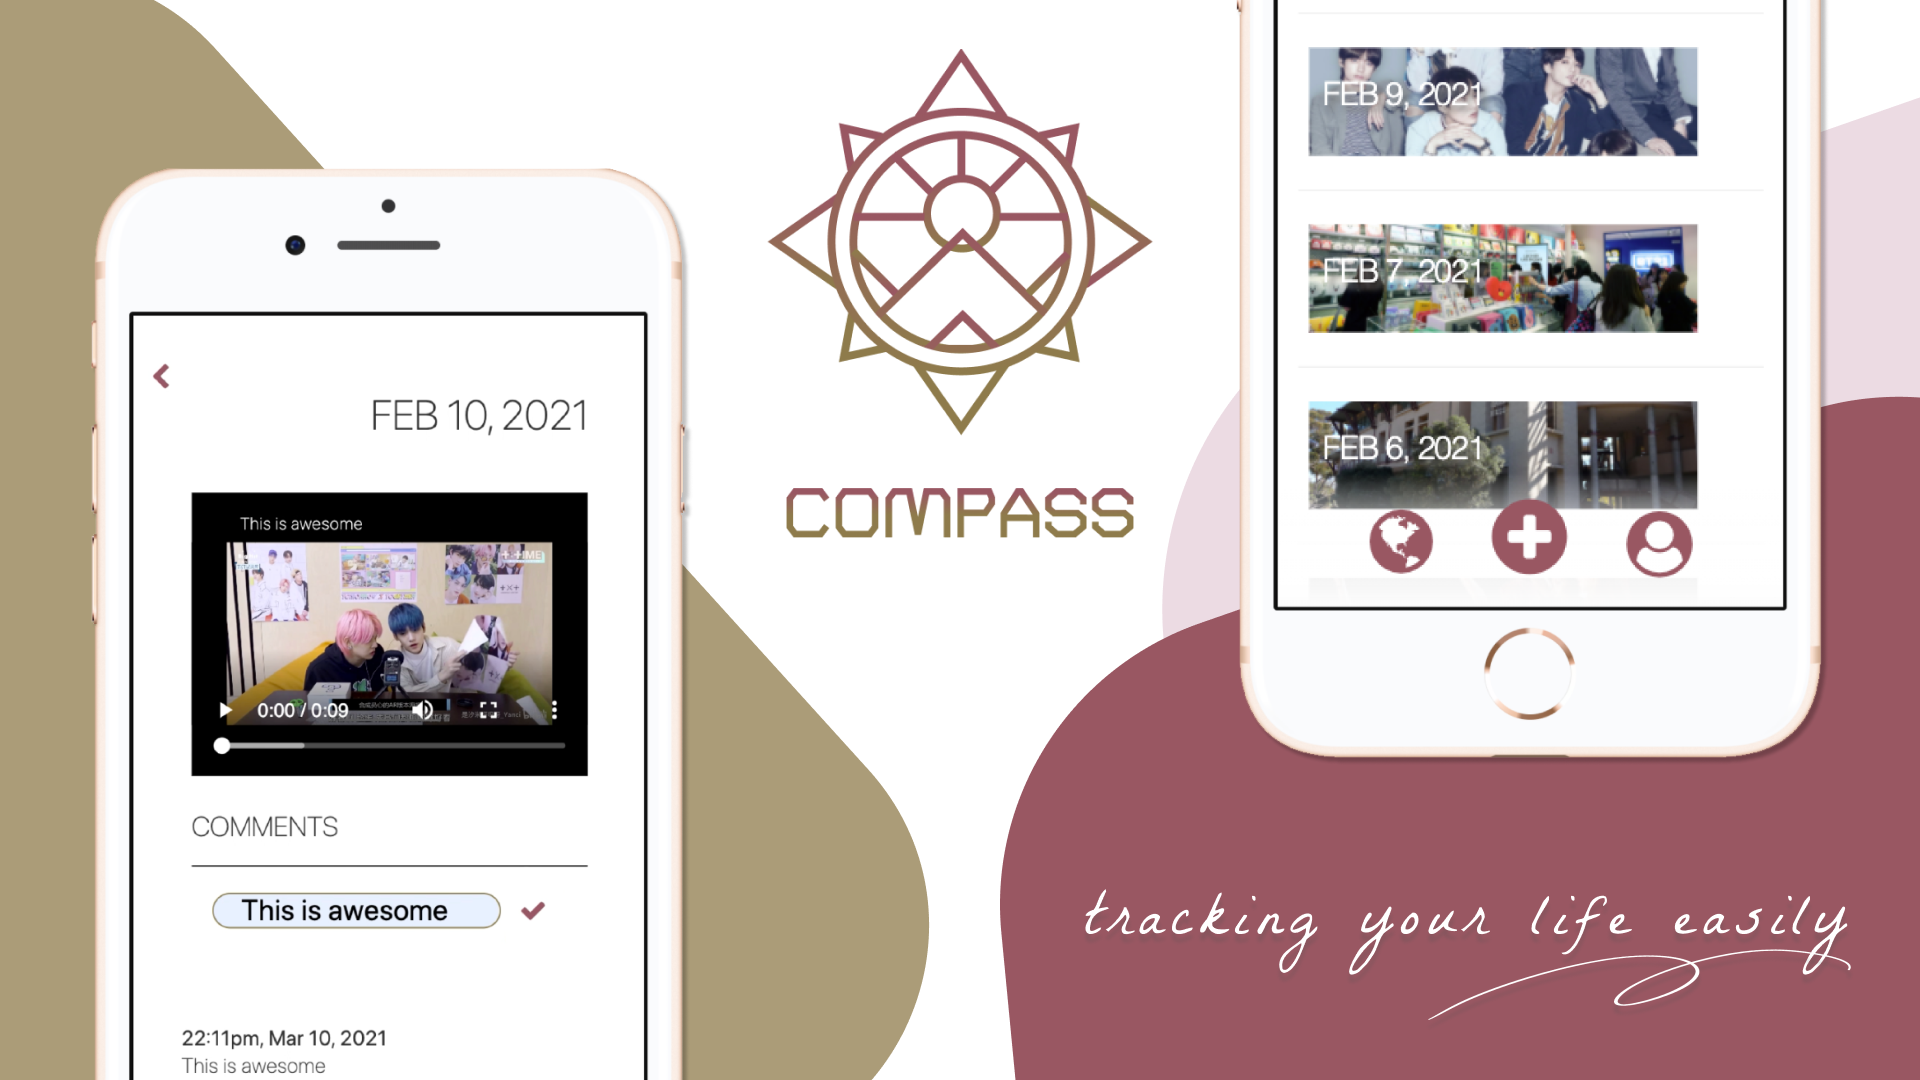 FEB 10, 2021
This is awesome
0:00 / 0:09
COMMENTS
This is awesome
22:11pm, Mar 10, 2021
This is awesome
COMPASS
FEB 9, 2021
FEB 7, 2021
FEB 6, 2021
tracking your life easily